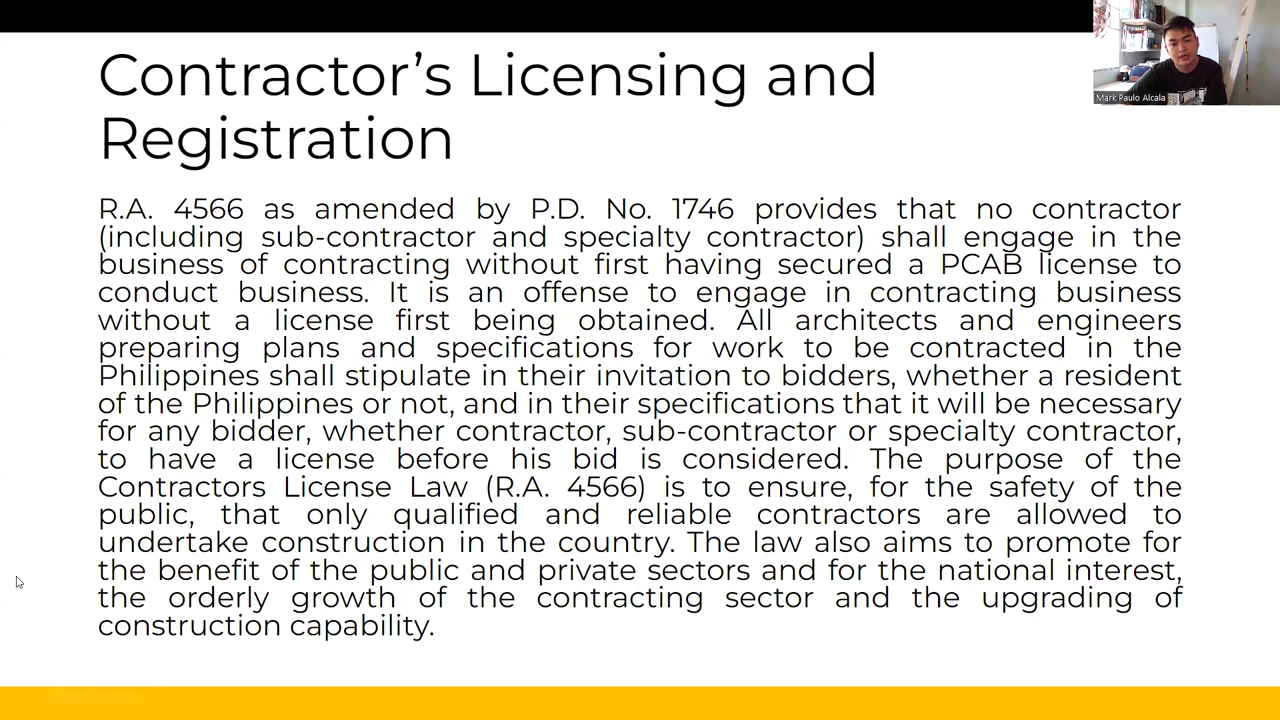 Contractor’s Licensing and
Registration
Mark Paulo Alcala
R.A. 4566 as amended by P.D. No. 1746 provides that no contractor
(including sub-contractor and specialty contractor) shall engage in the
business of contracting without first having secured a PCAB license to
conduct business. It is an offense to engage in contracting business
without a license first being obtained. All architects and engineers
preparing plans and specifications for work to be contracted in the
Philippines shall stipulate in their invitation to bidders, whether a resident
of the Philippines or not, and in their specifications that it will be necessary
for any bidder, whether contractor, sub-contractor or specialty contractor,
to have a license before his bid is considered. The purpose of the
Contractors License Law (R.A. 4566) is to ensure, for the safety of the
public, that only qualified and reliable contractors are allowed to
undertake construction in the country. The law also aims to promote for
the benefit of the public and private sectors and for the national interest,
the orderly growth of the contracting sector and the upgrading of
construction capability.